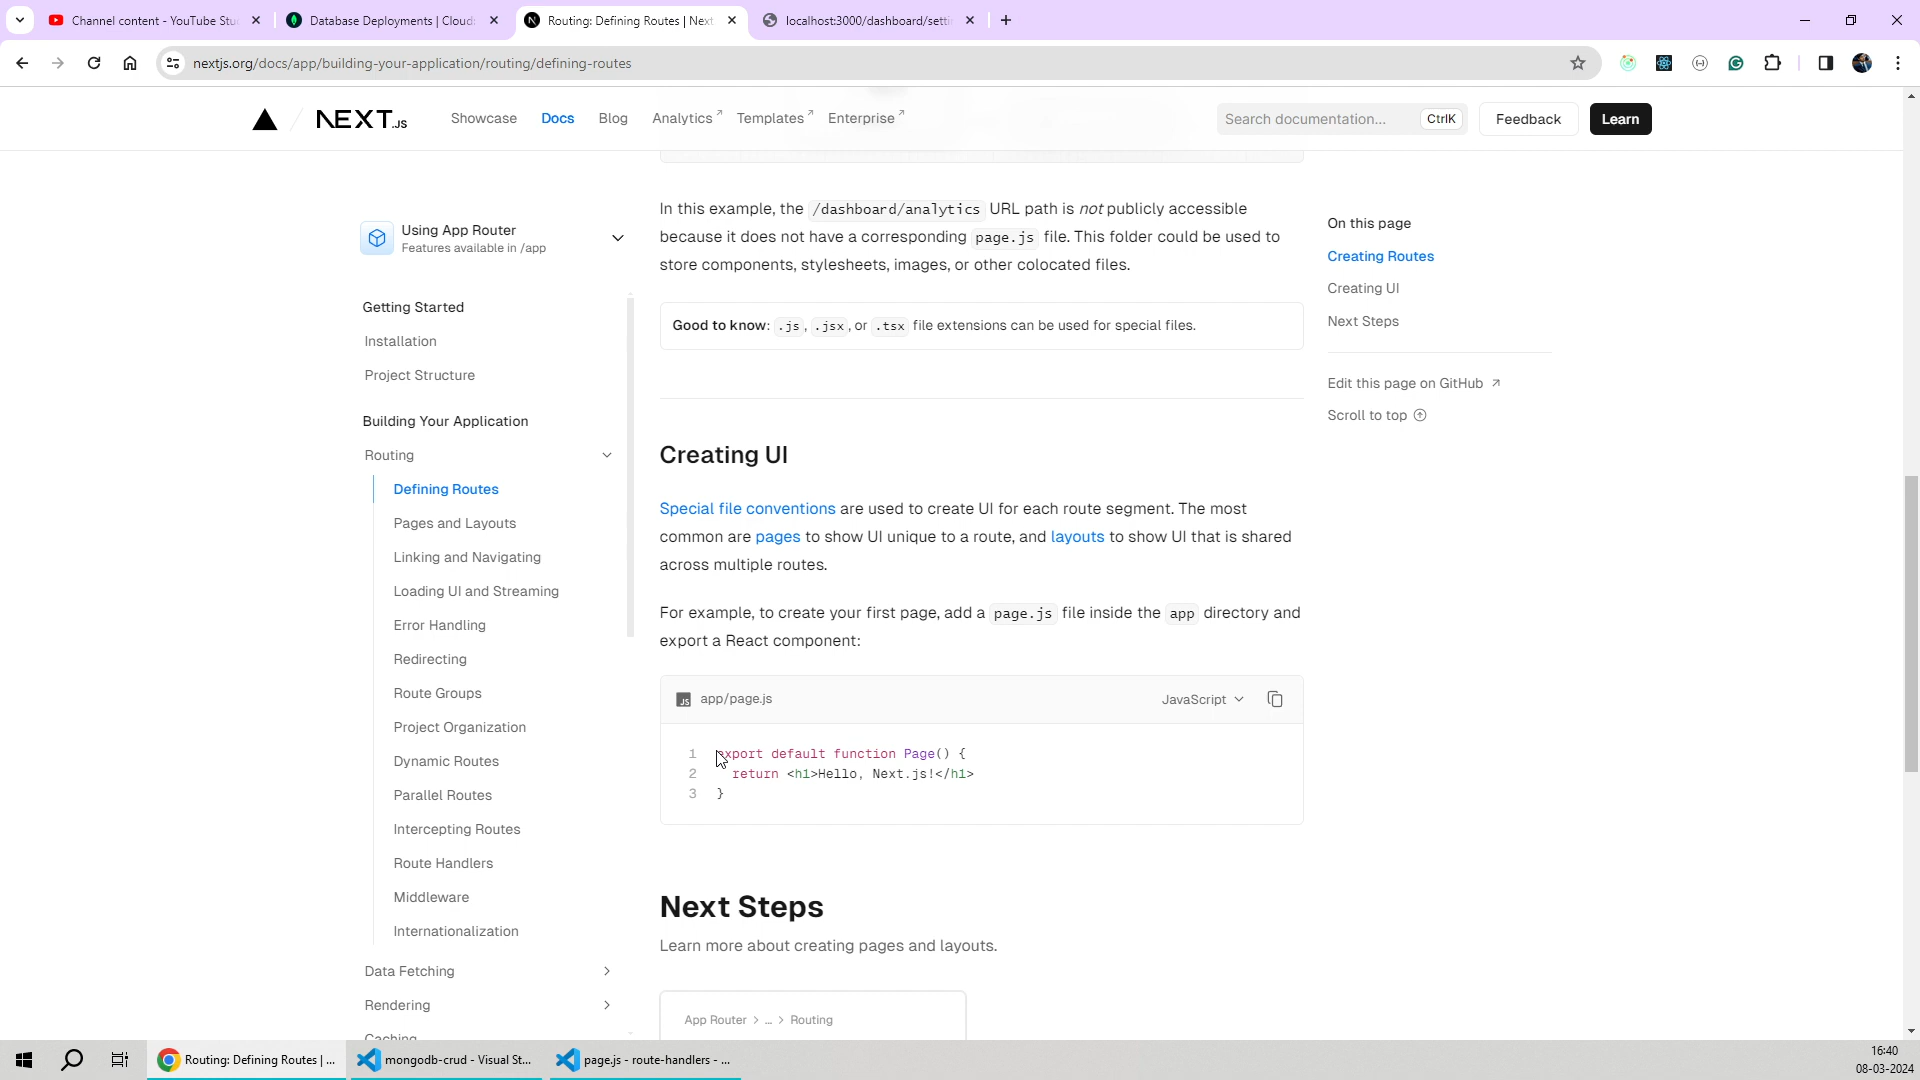 Channel content - YouTube Stu
Database Deployments | Cloud:
Routing: Defining Routes | Next
localhost:3000/dashboard/setti
nextjs.org/docs/app/building-your-application/routing/defining-routes
NEXT.JS
Showcase
Docs
Blog
Analytics
Templates
Enterprise
Search documentation...
CtrlK
Feedback
Learn
Using App Router
Features available in /app
Getting Started
Installation
Project Structure
Building Your Application
Routing
Defining Routes
Pages and Layouts
Linking and Navigating
Loading UI and Streaming
Error Handling
Redirecting
Route Groups
Project Organization
Dynamic Routes
Parallel Routes
Intercepting Routes
Route Handlers
Middleware
Internationalization
Data Fetching
Rendering
Caching
In this example, the /dashboard/analytics URL path is not publicly accessible
because it does not have a corresponding page.js file. This folder could be used to
store components, stylesheets, images, or other colocated files.
Good to know: .js, .jsx, or .tsx file extensions can be used for special files.
Creating UI
Special file conventions are used to create UI for each route segment. The most
common are pages to show UI unique to a route, and layouts to show UI that is shared
across multiple routes.
For example, to create your first page, add a page.js file inside the app directory and
export a React component:
JS app/page.js
JavaScript
1 export default function Page() {
2 return <h1>Hello, Next.js!</h1>
3 }
Next Steps
Learn more about creating pages and layouts.
App Router > ... > Routing
On this page
Creating Routes
Creating UI
Next Steps
Edit this page on GitHub
Scroll to top
Routing: Defining Routes | ...
mongodb-crud - Visual St...
page.js - route-handlers - ...
16:40
08-03-2024